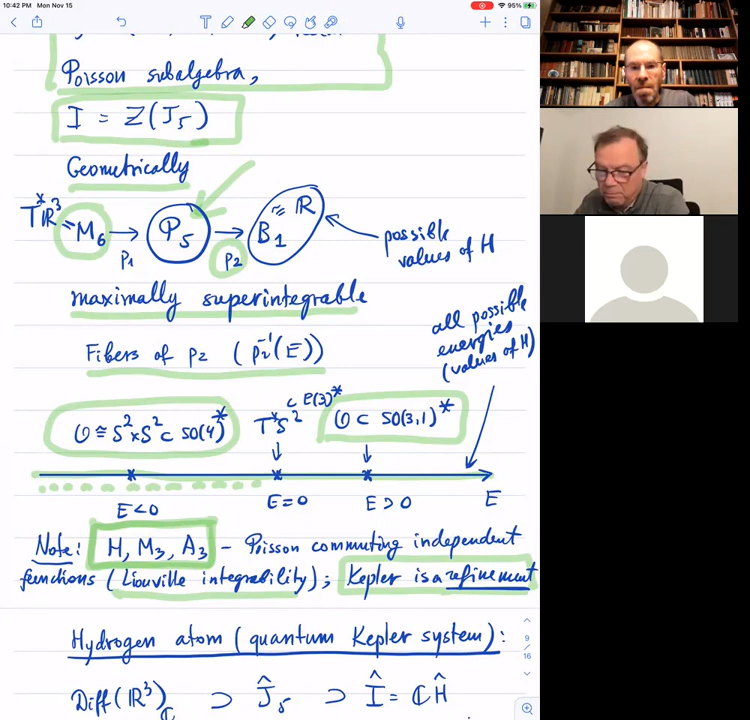 10:42 PM Mon Nov 15
95%
Poisson subalgebra,
I = Z(J₅)
Geometrically
T*ℝ³ = M₆ → P₅ → B₁ ≈ ℝ
p₁ p₂
possible values of H
maximally superintegrable
Fibers of p₂ (p₂⁻¹(E))
all possible energies (values of H)
O ≅ S²×S² ⊂ SO(4)*
T*S² ⊂ E(3)*
O ⊂ SO(3,1)*
E<0 E=0 E>0 E
Note: H, M₃, A₃ - Poisson commuting independent
functions (Liouville integrability); Kepler is a refinement
9
16
Hydrogen atom (quantum Kepler system):
Diff(ℝ³)_ℂ ⊃ Ĵ₅ ⊃ Î = ℂĤ